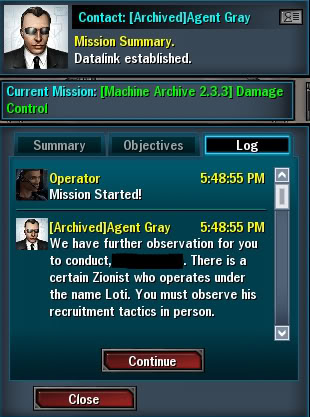 Contact: [Archived]Agent Gray
Mission Summary.
Datalink established.
Current Mission: [Machine Archive 2.3.3] Damage
Control
Summary
Objectives
Log
Operator 5:48:55 PM
Mission Started!
[Archived]Agent Gray 5:48:55 PM
We have further observation for you
to conduct, . There is a
certain Zionist who operates under
the name Loti. You must observe his
recruitment tactics in person.
Continue
Close